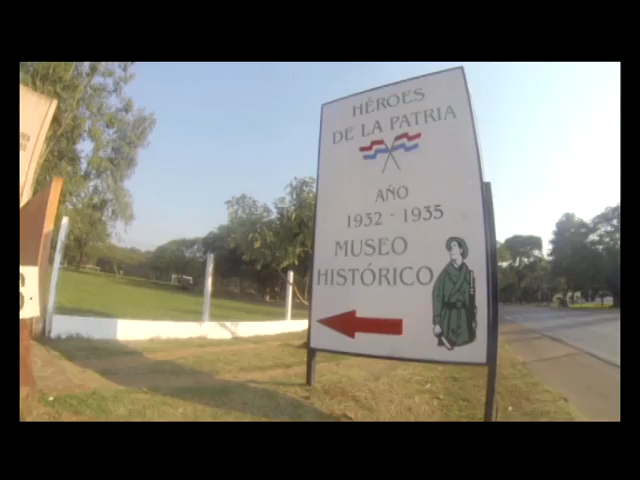 HÉROES
DE LA PATRIA
AÑO
1932 - 1935
MUSEO
HISTÓRICO